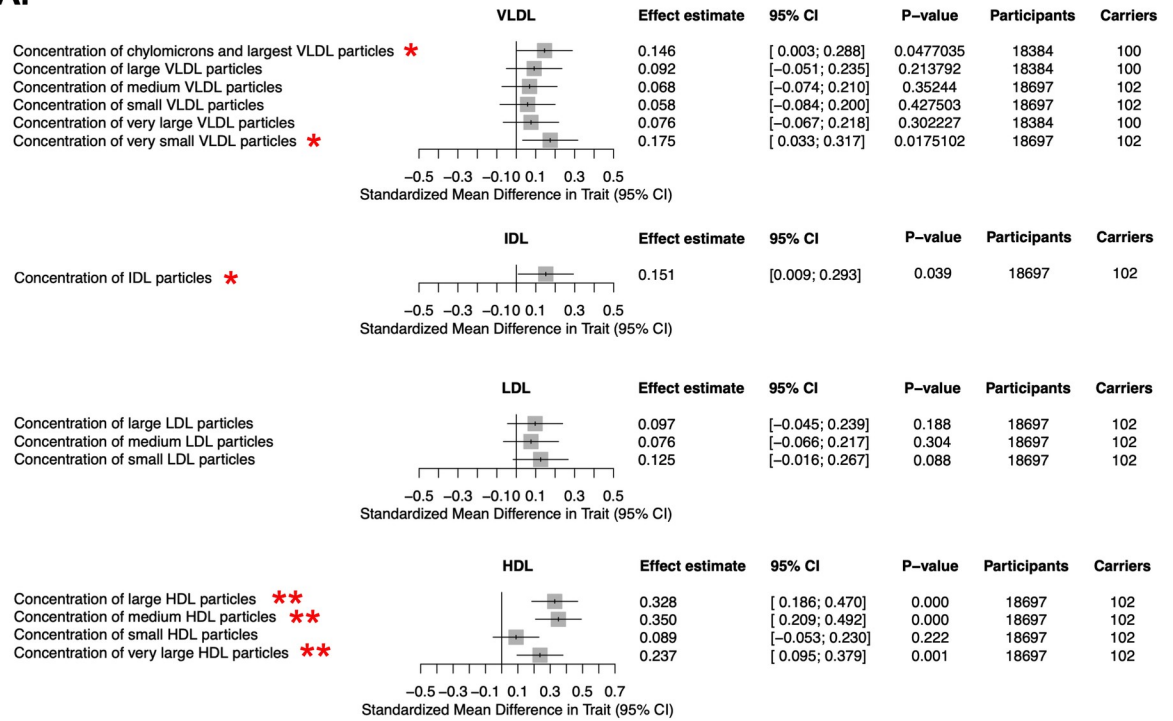 VLDL Effect estimate 95% CI P−value Participants Carriers
Concentration of chylomicrons and largest VLDL particles * 0.146 [ 0.003; 0.288] 0.0477035 18384 100
Concentration of large VLDL particles 0.092 [−0.051; 0.235] 0.213792 18384 100
Concentration of medium VLDL particles 0.068 [−0.074; 0.210] 0.35244 18697 102
Concentration of small VLDL particles 0.058 [−0.084; 0.200] 0.427503 18697 102
Concentration of very large VLDL particles 0.076 [−0.067; 0.218] 0.302227 18384 100
Concentration of very small VLDL particles * 0.175 [ 0.033; 0.317] 0.0175102 18697 102
−0.5 −0.3 −0.10 0.1 0.3 0.5
Standardized Mean Difference in Trait (95% CI)
IDL Effect estimate 95% CI P−value Participants Carriers
Concentration of IDL particles * 0.151 [0.009; 0.293] 0.039 18697 102
−0.5 −0.3 −0.10 0.1 0.3 0.5
Standardized Mean Difference in Trait (95% CI)
LDL Effect estimate 95% CI P−value Participants Carriers
Concentration of large LDL particles 0.097 [−0.045; 0.239] 0.188 18697 102
Concentration of medium LDL particles 0.076 [−0.066; 0.217] 0.304 18697 102
Concentration of small LDL particles 0.125 [−0.016; 0.267] 0.088 18697 102
−0.5 −0.3 −0.10 0.1 0.3 0.5
Standardized Mean Difference in Trait (95% CI)
HDL Effect estimate 95% CI P−value Participants Carriers
Concentration of large HDL particles ** 0.328 [ 0.186; 0.470] 0.000 18697 102
Concentration of medium HDL particles ** 0.350 [ 0.209; 0.492] 0.000 18697 102
Concentration of small HDL particles 0.089 [−0.053; 0.230] 0.222 18697 102
Concentration of very large HDL particles ** 0.237 [ 0.095; 0.379] 0.001 18697 102
−0.5 −0.3 −0.1 0.1 0.3 0.5 0.7
Standardized Mean Difference in Trait (95% CI)